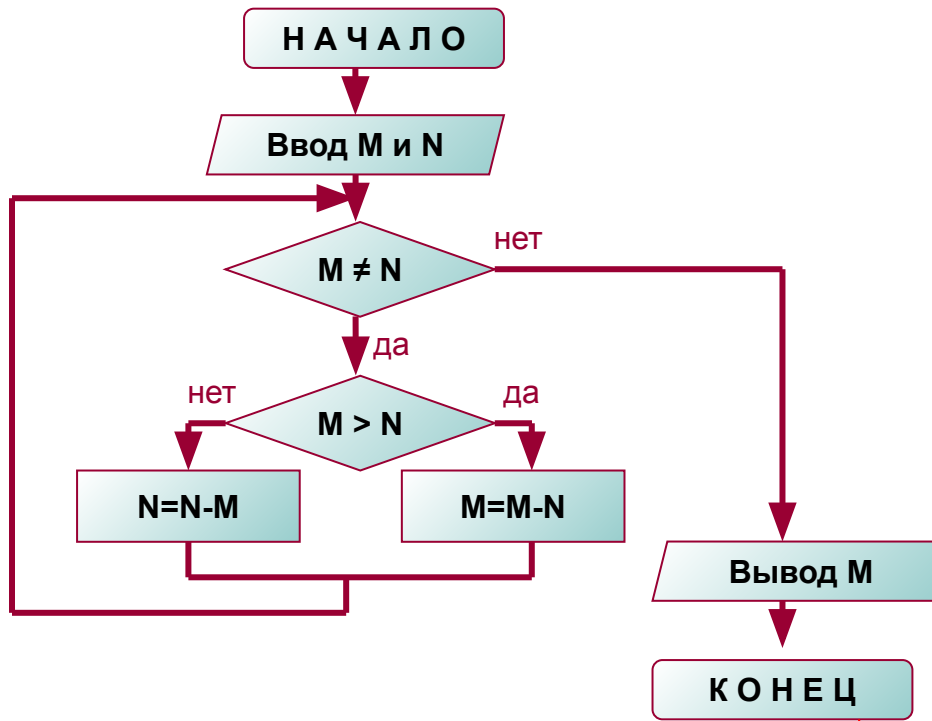 Н А Ч А Л О
Ввод M и N
M ≠ N
нет
да
M > N
нет
да
N=N-M
M=M-N
Вывод M
К О Н Е Ц